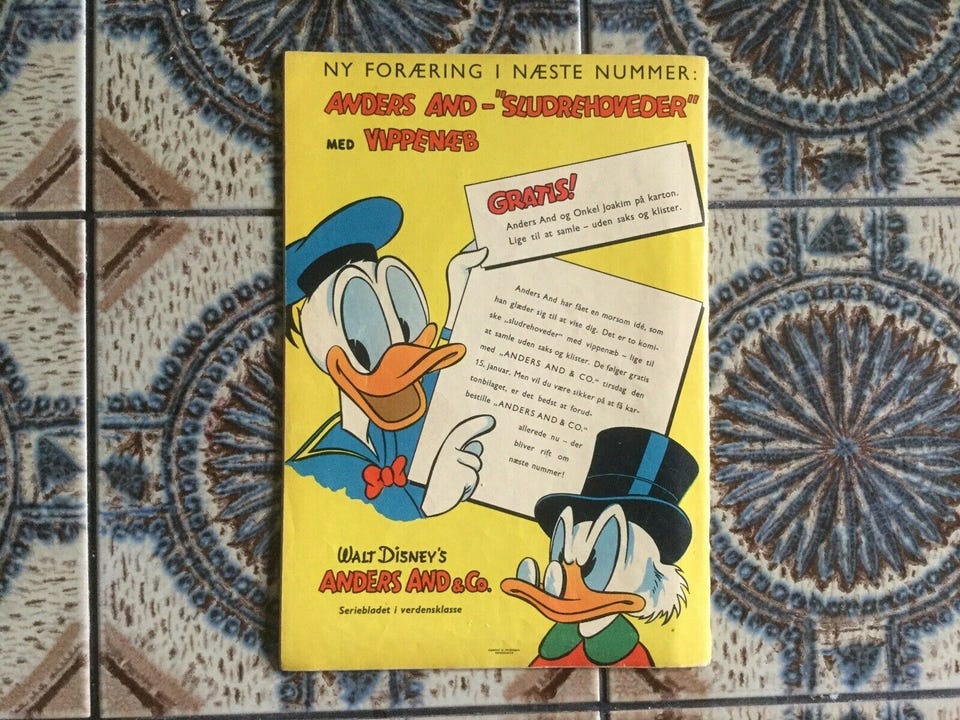 NY FORÆRING I NÆSTE NUMMER:
ANDERS AND - "SLUDREHOVEDER"
MED VIPPENÆB
GRATIS!
Anders And og Onkel Joakim på karton.
Lige til at samle – uden saks og klister.
Anders And har fået en morsom idé, som
han glæder sig til at vise dig. Det er to komi-
ske „sludrehoveder" med vippenæb – lige til
at samle uden saks og klister. De følger gratis
med „ANDERS AND & CO.„ tirsdag den
15. januar. Men vil du være sikker på at få kar-
tonbilaget, er det bedst at forud-
bestille „ANDERS AND & CO.„
allerede nu – der
bliver rift om
næste nummer!
WALT DISNEY'S
ANDERS AND & Co.
Seriebladet i verdensklasse